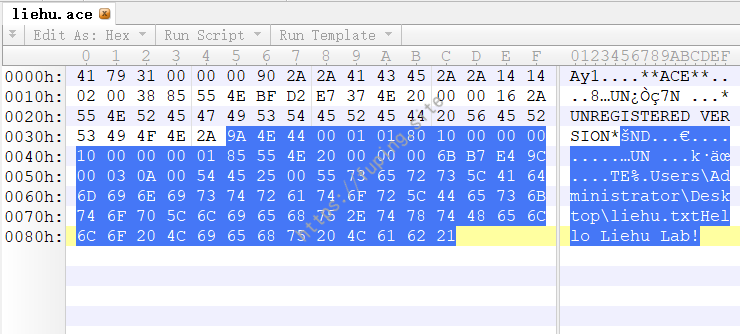 liehu.ace
Edit As: Hex Run Script Run Template
0 1 2 3 4 5 6 7 8 9 A B C D E F 0123456789ABCDEF
0000h: 41 79 31 00 00 00 90 2A 2A 41 43 45 2A 2A 14 14 Ay1....**ACE**..
0010h: 02 00 38 85 55 4E BF D2 E7 37 4E 20 00 00 16 2A ..8…UN¿Òç7N ...*
0020h: 55 4E 52 45 47 49 53 54 45 52 45 44 20 56 45 52 UNREGISTERED VER
0030h: 53 49 4F 4E 2A 9A 4E 44 00 01 01 80 10 00 00 00 SION*šND...€....
0040h: 10 00 00 00 01 85 55 4E 20 00 00 00 6B B7 E4 9C .....…UN ...k·äœ
0050h: 00 03 0A 00 54 45 25 00 55 73 65 72 73 5C 41 64 ....TE%.Users\Ad
0060h: 6D 69 6E 69 73 74 72 61 74 6F 72 5C 44 65 73 6B ministrator\Desk
0070h: 74 6F 70 5C 6C 69 65 68 75 2E 74 78 74 48 65 6C top\liehu.txtHel
0080h: 6C 6F 20 4C 69 65 68 75 20 4C 61 62 21 lo Liehu Lab!